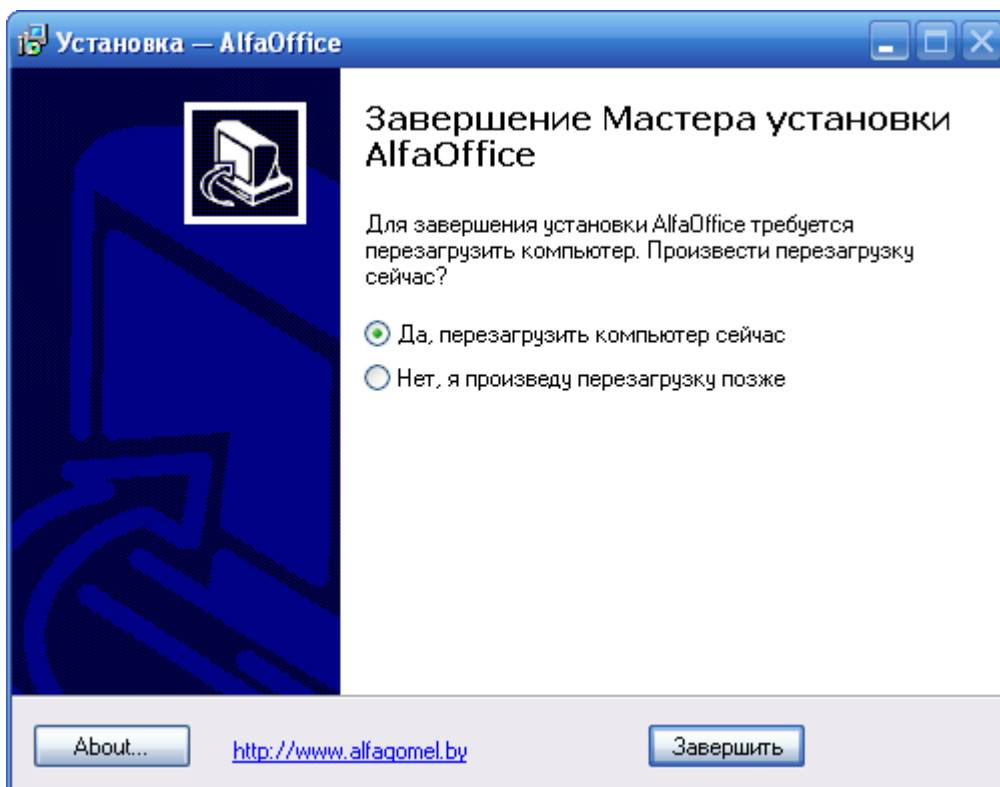 Установка — AlfaOffice
Завершение Мастера установки
AlfaOffice
Для завершения установки AlfaOffice требуется
перезагрузить компьютер. Произвести перезагрузку
сейчас?
Да, перезагрузить компьютер сейчас
Нет, я произведу перезагрузку позже
About...
http://www.alfagomel.by
Завершить